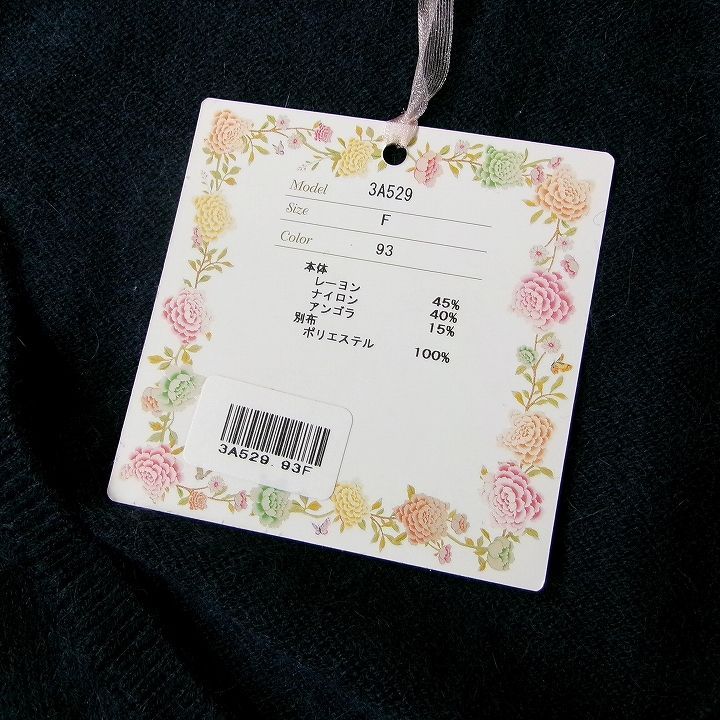 Model 3A529
Size F
Color 93
本体
レーヨン 45%
ナイロン 40%
アンゴラ 15%
別布
ポリエステル 100%
3A529.93F